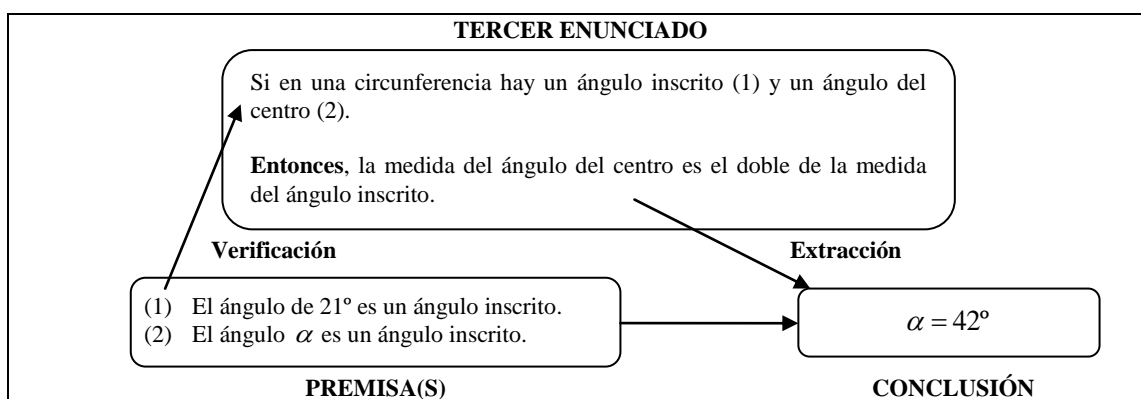 TERCER ENUNCIADO
Si en una circunferencia hay un ángulo inscrito (1) y un ángulo del
centro (2).
Entonces, la medida del ángulo del centro es el doble de la medida
del ángulo inscrito.
Verificación
Extracción
(1) El ángulo de 21º es un ángulo inscrito.
(2) El ángulo α es un ángulo inscrito.
α = 42º
PREMISA(S)
CONCLUSIÓN